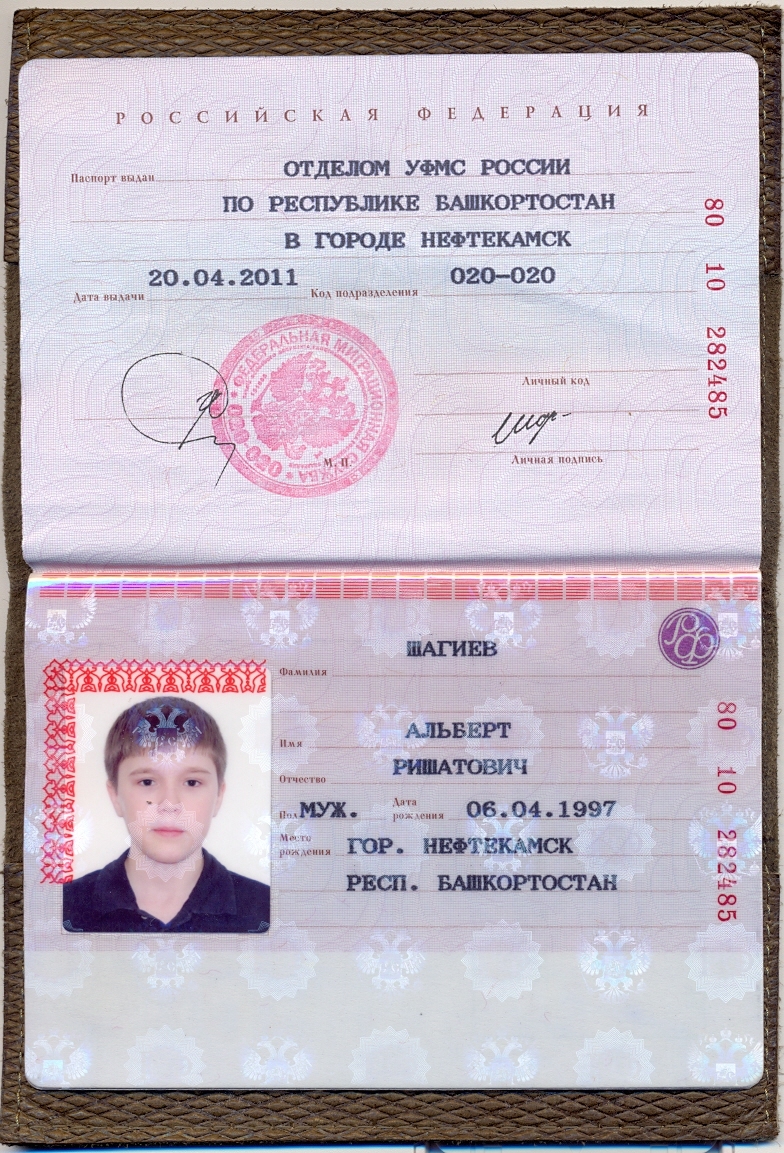 РОССИЙСКАЯ ФЕДЕРАЦИЯ
Паспорт выдан ОТДЕЛОМ УФМС РОССИИ
ПО РЕСПУБЛИКЕ БАШКОРТОСТАН
В ГОРОДЕ НЕФТЕКАМСК
Дата выдачи 20.04.2011 Код подразделения 020-020
80 10 282485
ФЕДЕРАЛЬНАЯ МИГРАЦИОННАЯ СЛУЖБА
020-020
М. П.
Личный код
Личная подпись
Фамилия ШАГИЕВ
РФ
Имя АЛЬБЕРТ
Отчество РИШАТОВИЧ
Пол МУЖ. Дата рождения 06.04.1997
Место рождения ГОР. НЕФТЕКАМСК
РЕСП. БАШКОРТОСТАН
80 10 282485